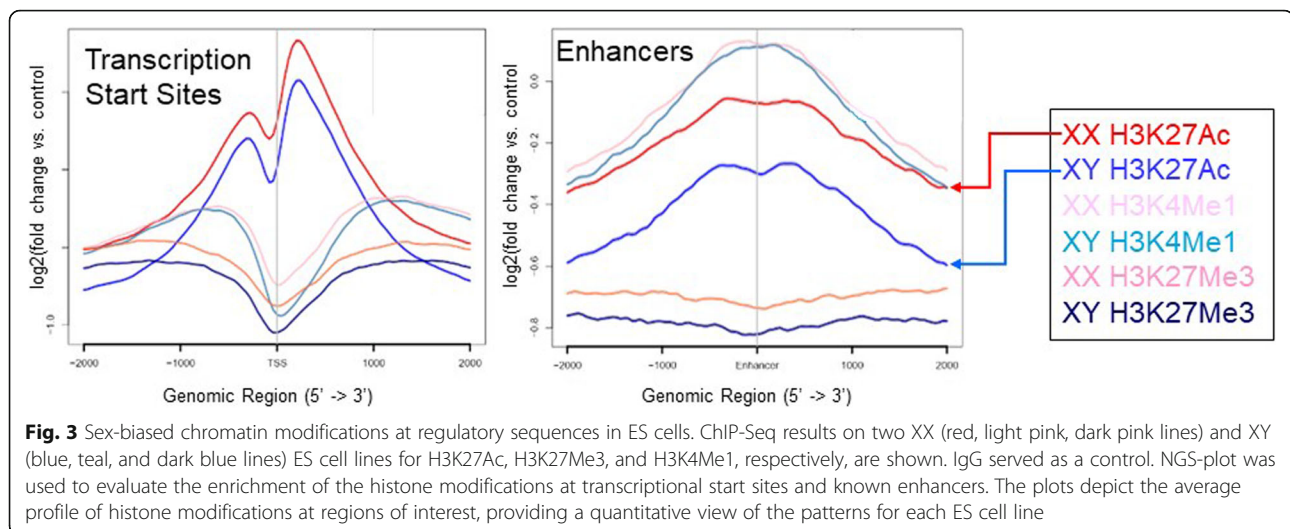 Transcription
Start Sites
log2(fold change vs. control)
−1.0
−2000 −1000 TSS 1000 2000
Genomic Region (5' -> 3')
Enhancers
log2(fold change vs. control)
0.0
−0.2
−0.4
−0.6
−0.8
−2000 −1000 Enhancer 1000 2000
Genomic Region (5' -> 3')
XX H3K27Ac
XY H3K27Ac
XX H3K4Me1
XY H3K4Me1
XX H3K27Me3
XY H3K27Me3
Fig. 3 Sex-biased chromatin modifications at regulatory sequences in ES cells. ChIP-Seq results on two XX (red, light pink, dark pink lines) and XY
(blue, teal, and dark blue lines) ES cell lines for H3K27Ac, H3K27Me3, and H3K4Me1, respectively, are shown. IgG served as a control. NGS-plot was
used to evaluate the enrichment of the histone modifications at transcriptional start sites and known enhancers. The plots depict the average
profile of histone modifications at regions of interest, providing a quantitative view of the patterns for each ES cell line